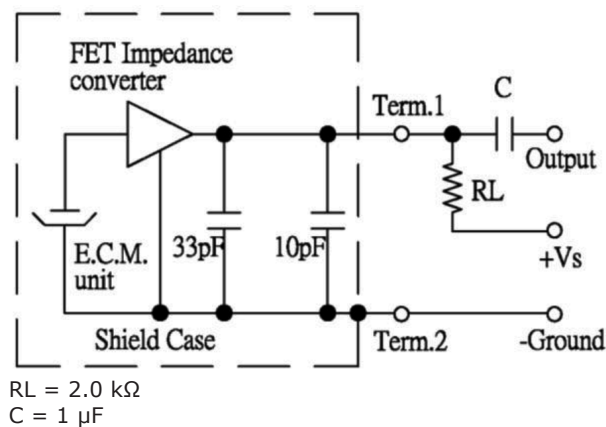 FET Impedance
converter
Term.1
C
Output
RL
+Vs
E.C.M.
unit
33pF
10pF
Shield Case
Term.2
-Ground
RL = 2.0 kΩ
C = 1 µF